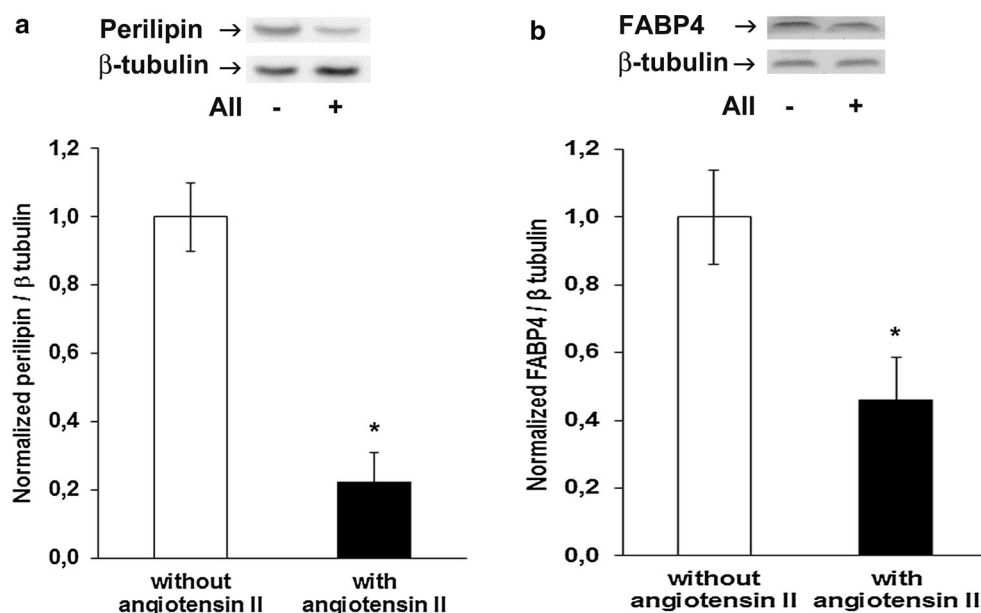 a
Perilipin →
β-tubulin →
AII - +
Normalized perilipin / β tubulin
1,2
1,0
0,8
0,6
0,4
0,2
0,0
*
without
angiotensin II
with
angiotensin II
b
FABP4 →
β-tubulin →
AII - +
Normalized FABP4 / β tubulin
1,2
1,0
0,8
0,6
0,4
0,2
0,0
*
without
angiotensin II
with
angiotensin II